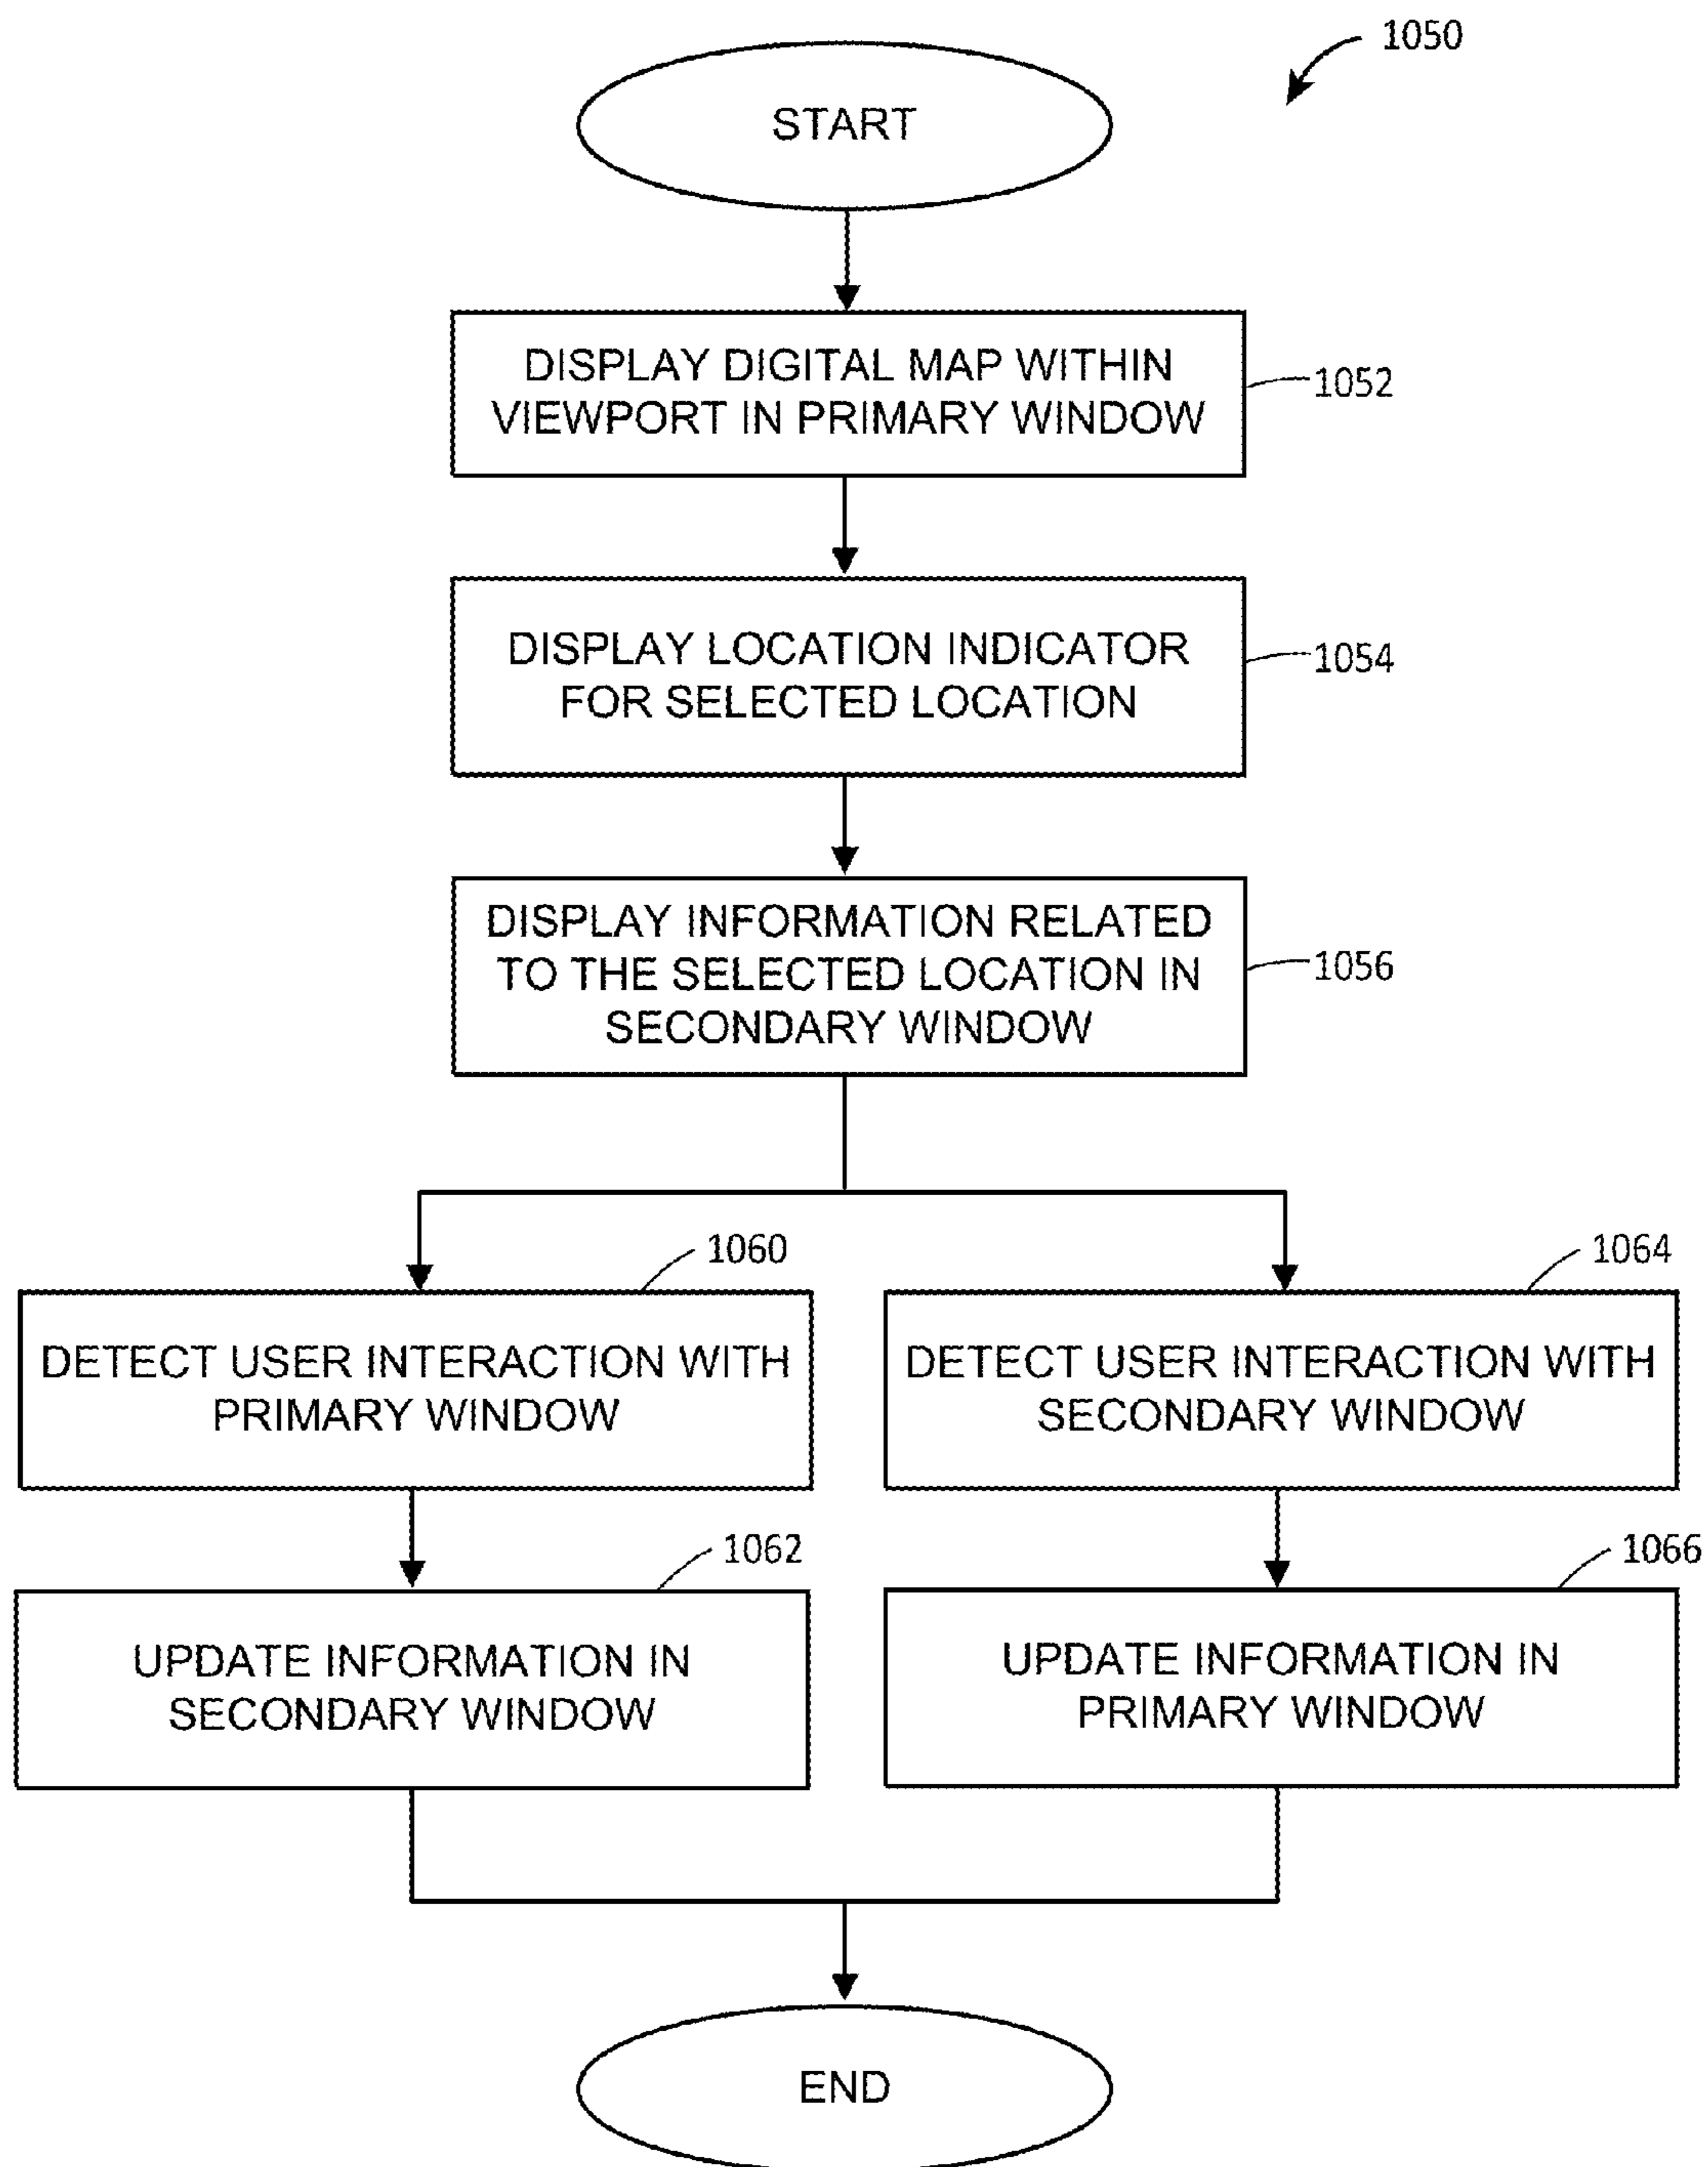 1050
START
DISPLAY DIGITAL MAP WITHIN
VIEWPORT IN PRIMARY WINDOW
1052
DISPLAY LOCATION INDICATOR
FOR SELECTED LOCATION
1054
DISPLAY INFORMATION RELATED
TO THE SELECTED LOCATION IN
SECONDARY WINDOW
1056
1060
DETECT USER INTERACTION WITH
PRIMARY WINDOW
1064
DETECT USER INTERACTION WITH
SECONDARY WINDOW
1062
UPDATE INFORMATION IN
SECONDARY WINDOW
1066
UPDATE INFORMATION IN
PRIMARY WINDOW
END